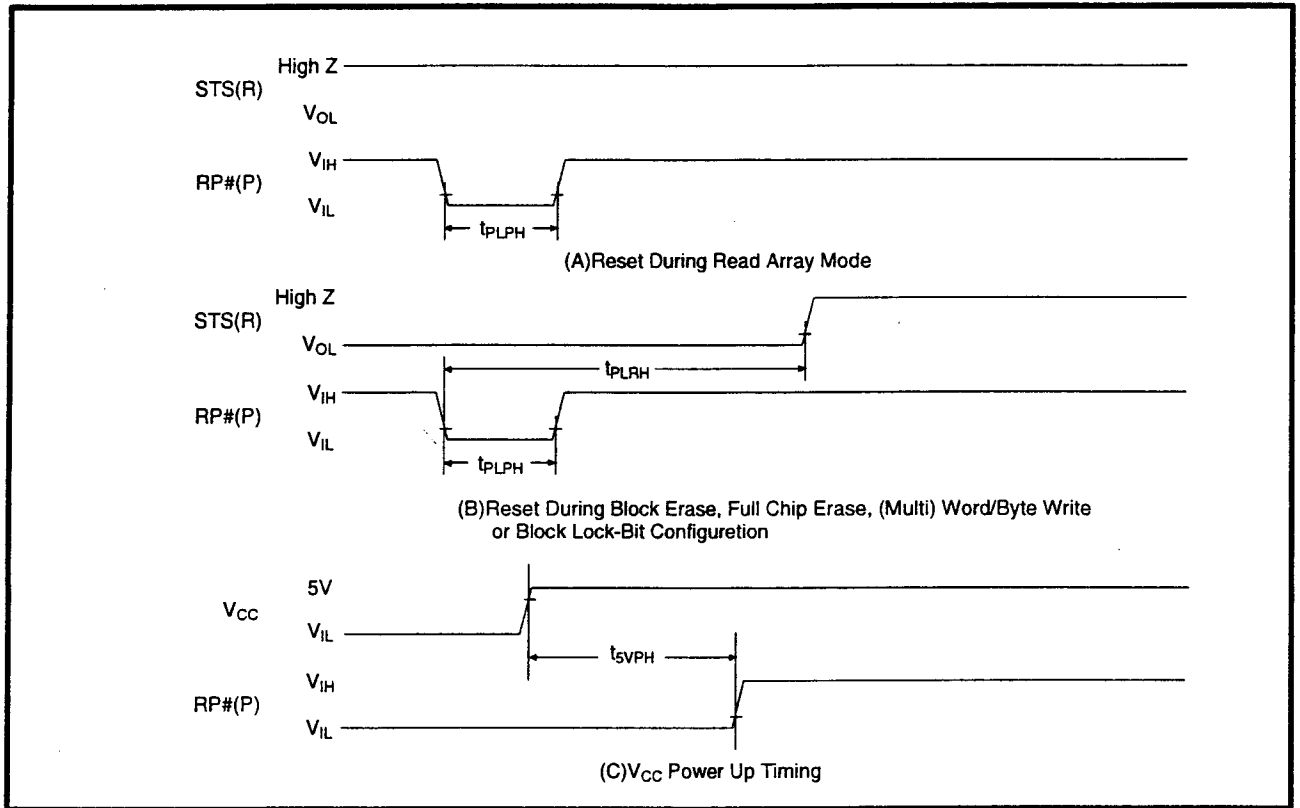 High Z
STS(R)
VOL
VIH
RP#(P)
VIL
tPLPH
(A)Reset During Read Array Mode
High Z
STS(R)
VOL
tPLRH
VIH
RP#(P)
VIL
tPLPH
(B)Reset During Block Erase, Full Chip Erase, (Multi) Word/Byte Write
or Block Lock-Bit Configuretion
5V
VCC
VIL
t5VPH
VIH
RP#(P)
VIL
(C)VCC Power Up Timing